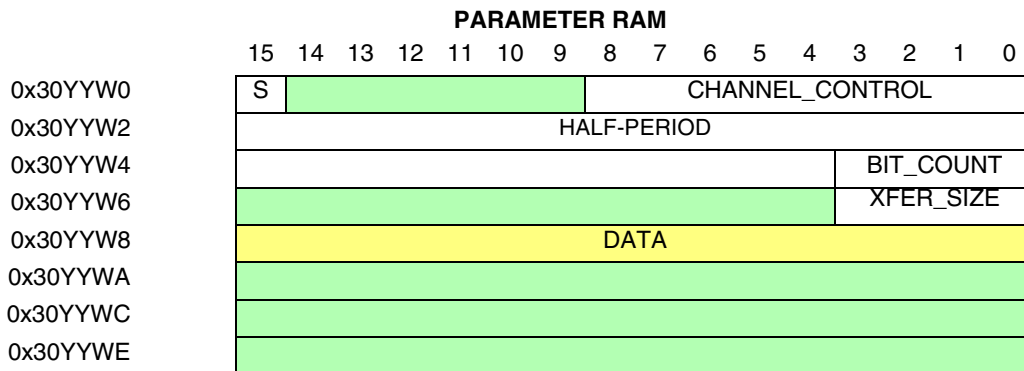 PARAMETER RAM
15 14 13 12 11 10 9 8 7 6 5 4 3 2 1 0
0x30YYW0 S CHANNEL_CONTROL
0x30YYW2 HALF-PERIOD
0x30YYW4 BIT_COUNT
0x30YYW6 XFER_SIZE
0x30YYW8 DATA
0x30YYWA
0x30YYWC
0x30YYWE